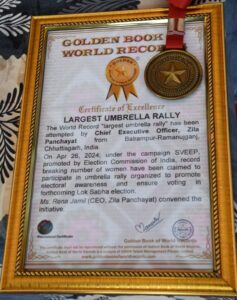 GOLDEN BOOK
WORLD RECOR
Certificate of Excellence
LARGEST UMBRELLA RALLY
The World Record "largest umbrella rally" has been
attempted by Chief Executive Officer, Zila
Panchayat from Balrampur-Ramanujganj,
Chhattisgarh, India.
On Apr 26, 2024, under the campaign SVEEP,
promoted by Election Commission of India, record
breaking number of women have been claimed to
participate in umbrella rally organized to promote
electoral awareness and ensure voting in
forthcoming Lok Sabha election.
Ms. Rena Jamil (CEO, Zila Panchayat) convened
the initiative.
Golden Book of World Records